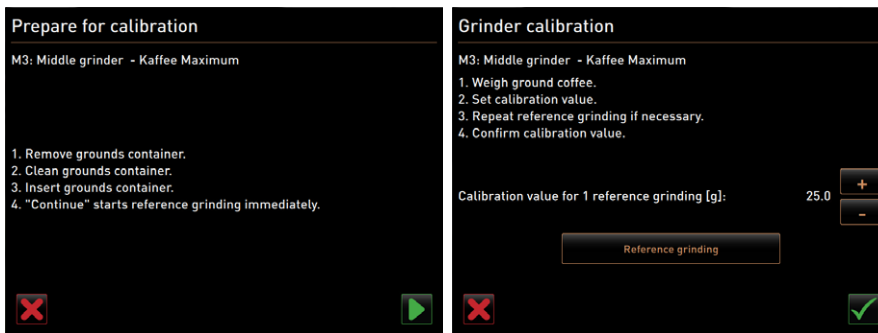 Prepare for calibration
M3: Middle grinder - Kaffee Maximum
1. Remove grounds container.
2. Clean grounds container.
3. Insert grounds container.
4. "Continue" starts reference grinding immediately.
Grinder calibration
M3: Middle grinder - Kaffee Maximum
1. Weigh ground coffee.
2. Set calibration value.
3. Repeat reference grinding if necessary.
4. Confirm calibration value.
Calibration value for 1 reference grinding [g]: 25.0
+
-
Reference grinding